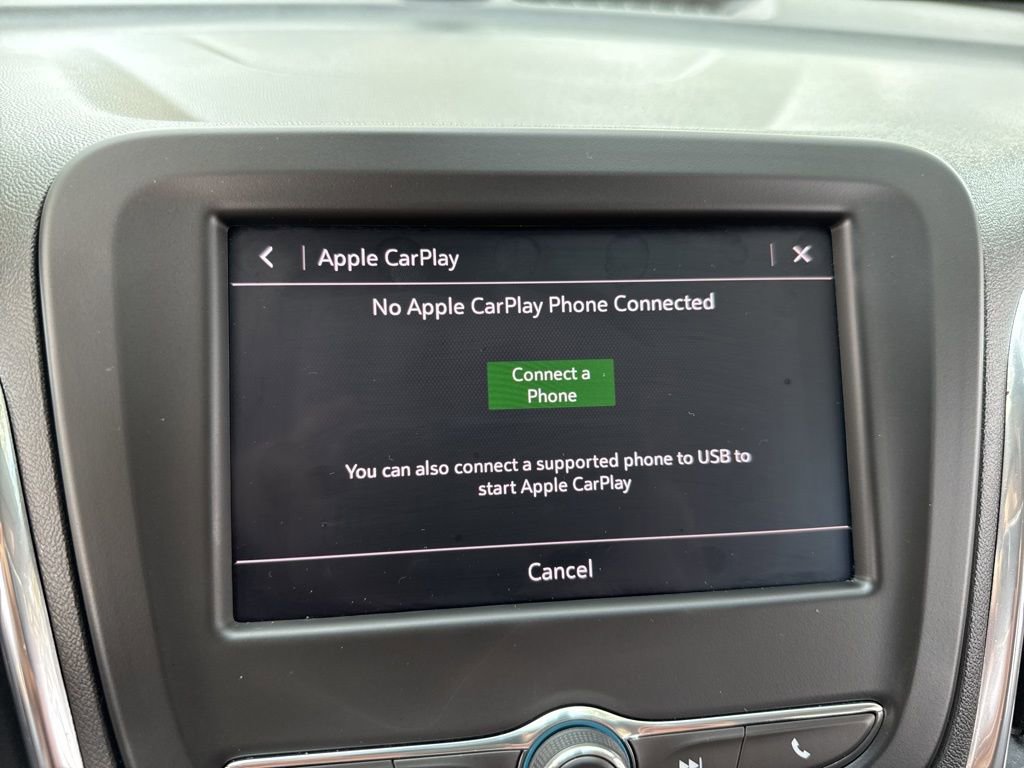 Apple CarPlay
No Apple CarPlay Phone Connected
Connect a
Phone
You can also connect a supported phone to USB to
start Apple CarPlay
Cancel